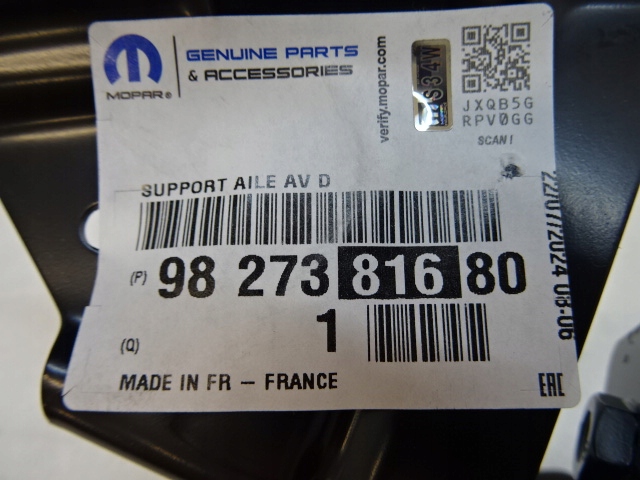 MOPAR®
GENUINE PARTS
& ACCESSORIES
verify.mopar.com
S34W
JXQB5G
RPV0GG
SCAN!
SUPPORT AILE AV D
(P) 98 273 816 80
22/07/2024 08:06
(Q) 1
MADE IN FR - FRANCE
EAC